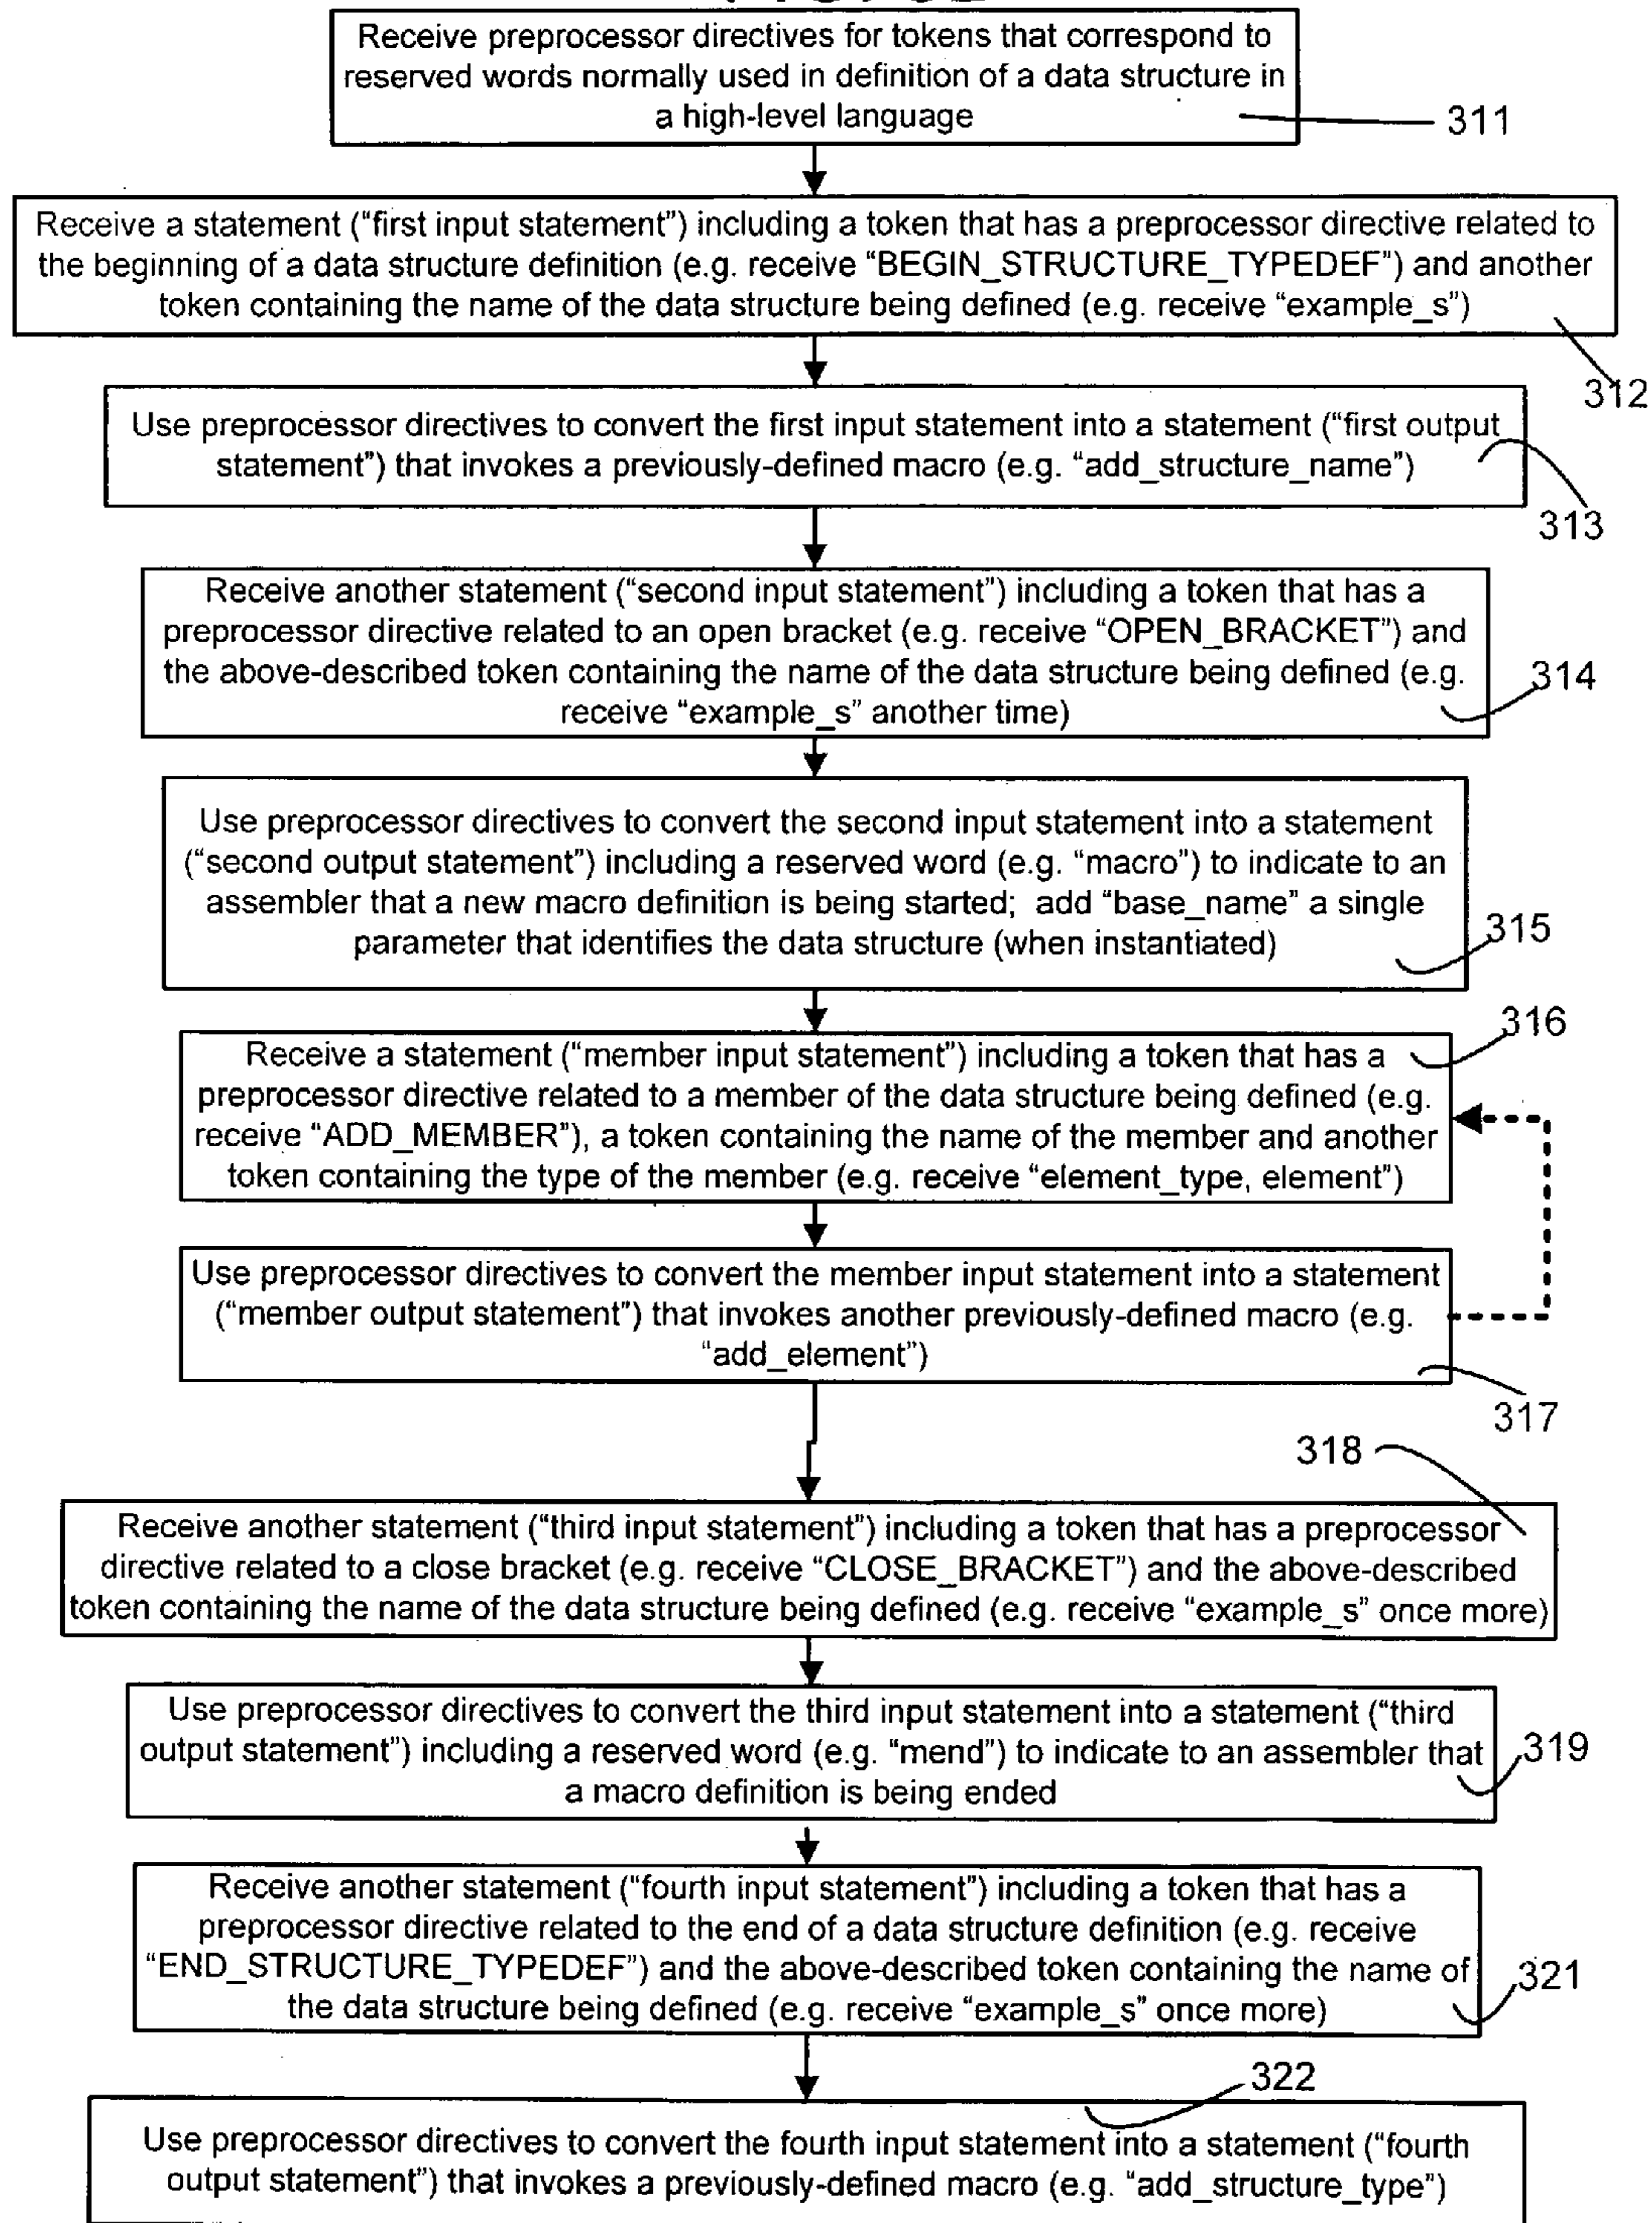 Receive preprocessor directives for tokens that correspond to
reserved words normally used in definition of a data structure in
a high-level language
311
Receive a statement (“first input statement”) including a token that has a preprocessor directive related to
the beginning of a data structure definition (e.g. receive “BEGIN_STRUCTURE_TYPEDEF”) and another
token containing the name of the data structure being defined (e.g. receive “example_s”)
312
Use preprocessor directives to convert the first input statement into a statement (“first output
statement”) that invokes a previously-defined macro (e.g. “add_structure_name”)
313
Receive another statement (“second input statement”) including a token that has a
preprocessor directive related to an open bracket (e.g. receive “OPEN_BRACKET”) and
the above-described token containing the name of the data structure being defined (e.g.
receive “example_s” another time)
314
Use preprocessor directives to convert the second input statement into a statement
(“second output statement”) including a reserved word (e.g. “macro”) to indicate to an
assembler that a new macro definition is being started; add “base_name” a single
parameter that identifies the data structure (when instantiated)
315
316
Receive a statement (“member input statement”) including a token that has a
preprocessor directive related to a member of the data structure being defined (e.g.
receive “ADD_MEMBER”), a token containing the name of the member and another
token containing the type of the member (e.g. receive “element_type, element”)
Use preprocessor directives to convert the member input statement into a statement
(“member output statement”) that invokes another previously-defined macro (e.g.
“add_element”)
317
318
Receive another statement (“third input statement”) including a token that has a preprocessor
directive related to a close bracket (e.g. receive “CLOSE_BRACKET”) and the above-described
token containing the name of the data structure being defined (e.g. receive “example_s” once more)
Use preprocessor directives to convert the third input statement into a statement (“third
output statement”) including a reserved word (e.g. “mend”) to indicate to an assembler that
a macro definition is being ended
319
Receive another statement (“fourth input statement”) including a token that has a
preprocessor directive related to the end of a data structure definition (e.g. receive
“END_STRUCTURE_TYPEDEF”) and the above-described token containing the name of
the data structure being defined (e.g. receive “example_s” once more)
321
322
Use preprocessor directives to convert the fourth input statement into a statement (“fourth
output statement”) that invokes a previously-defined macro (e.g. “add_structure_type”)